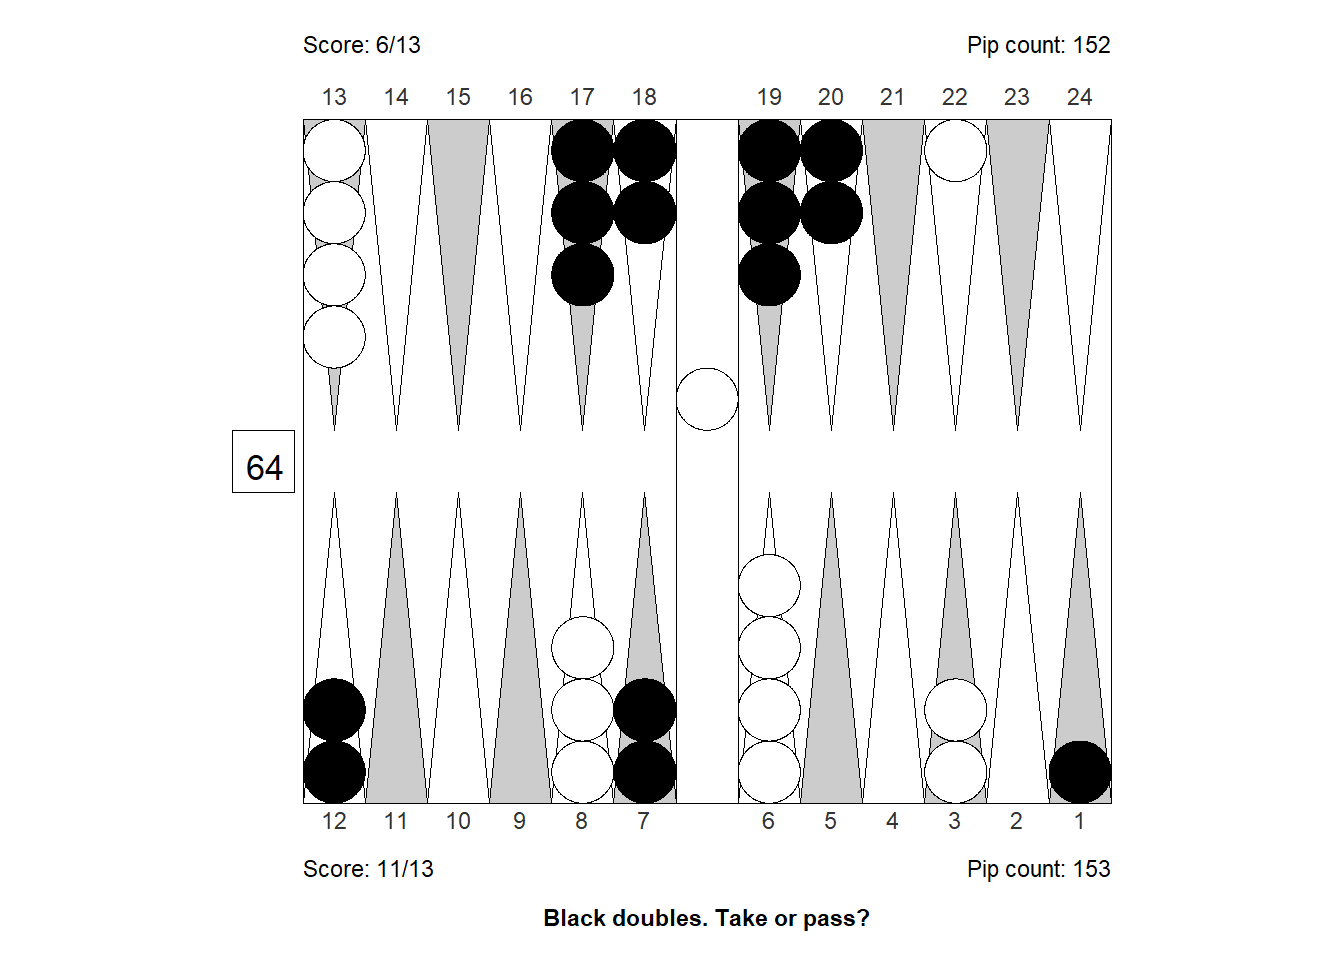 Score: 6/13 Pip count: 152
13 14 15 16 17 18 19 20 21 22 23 24
64
12 11 10 9 8 7 6 5 4 3 2 1
Score: 11/13 Pip count: 153
Black doubles. Take or pass?